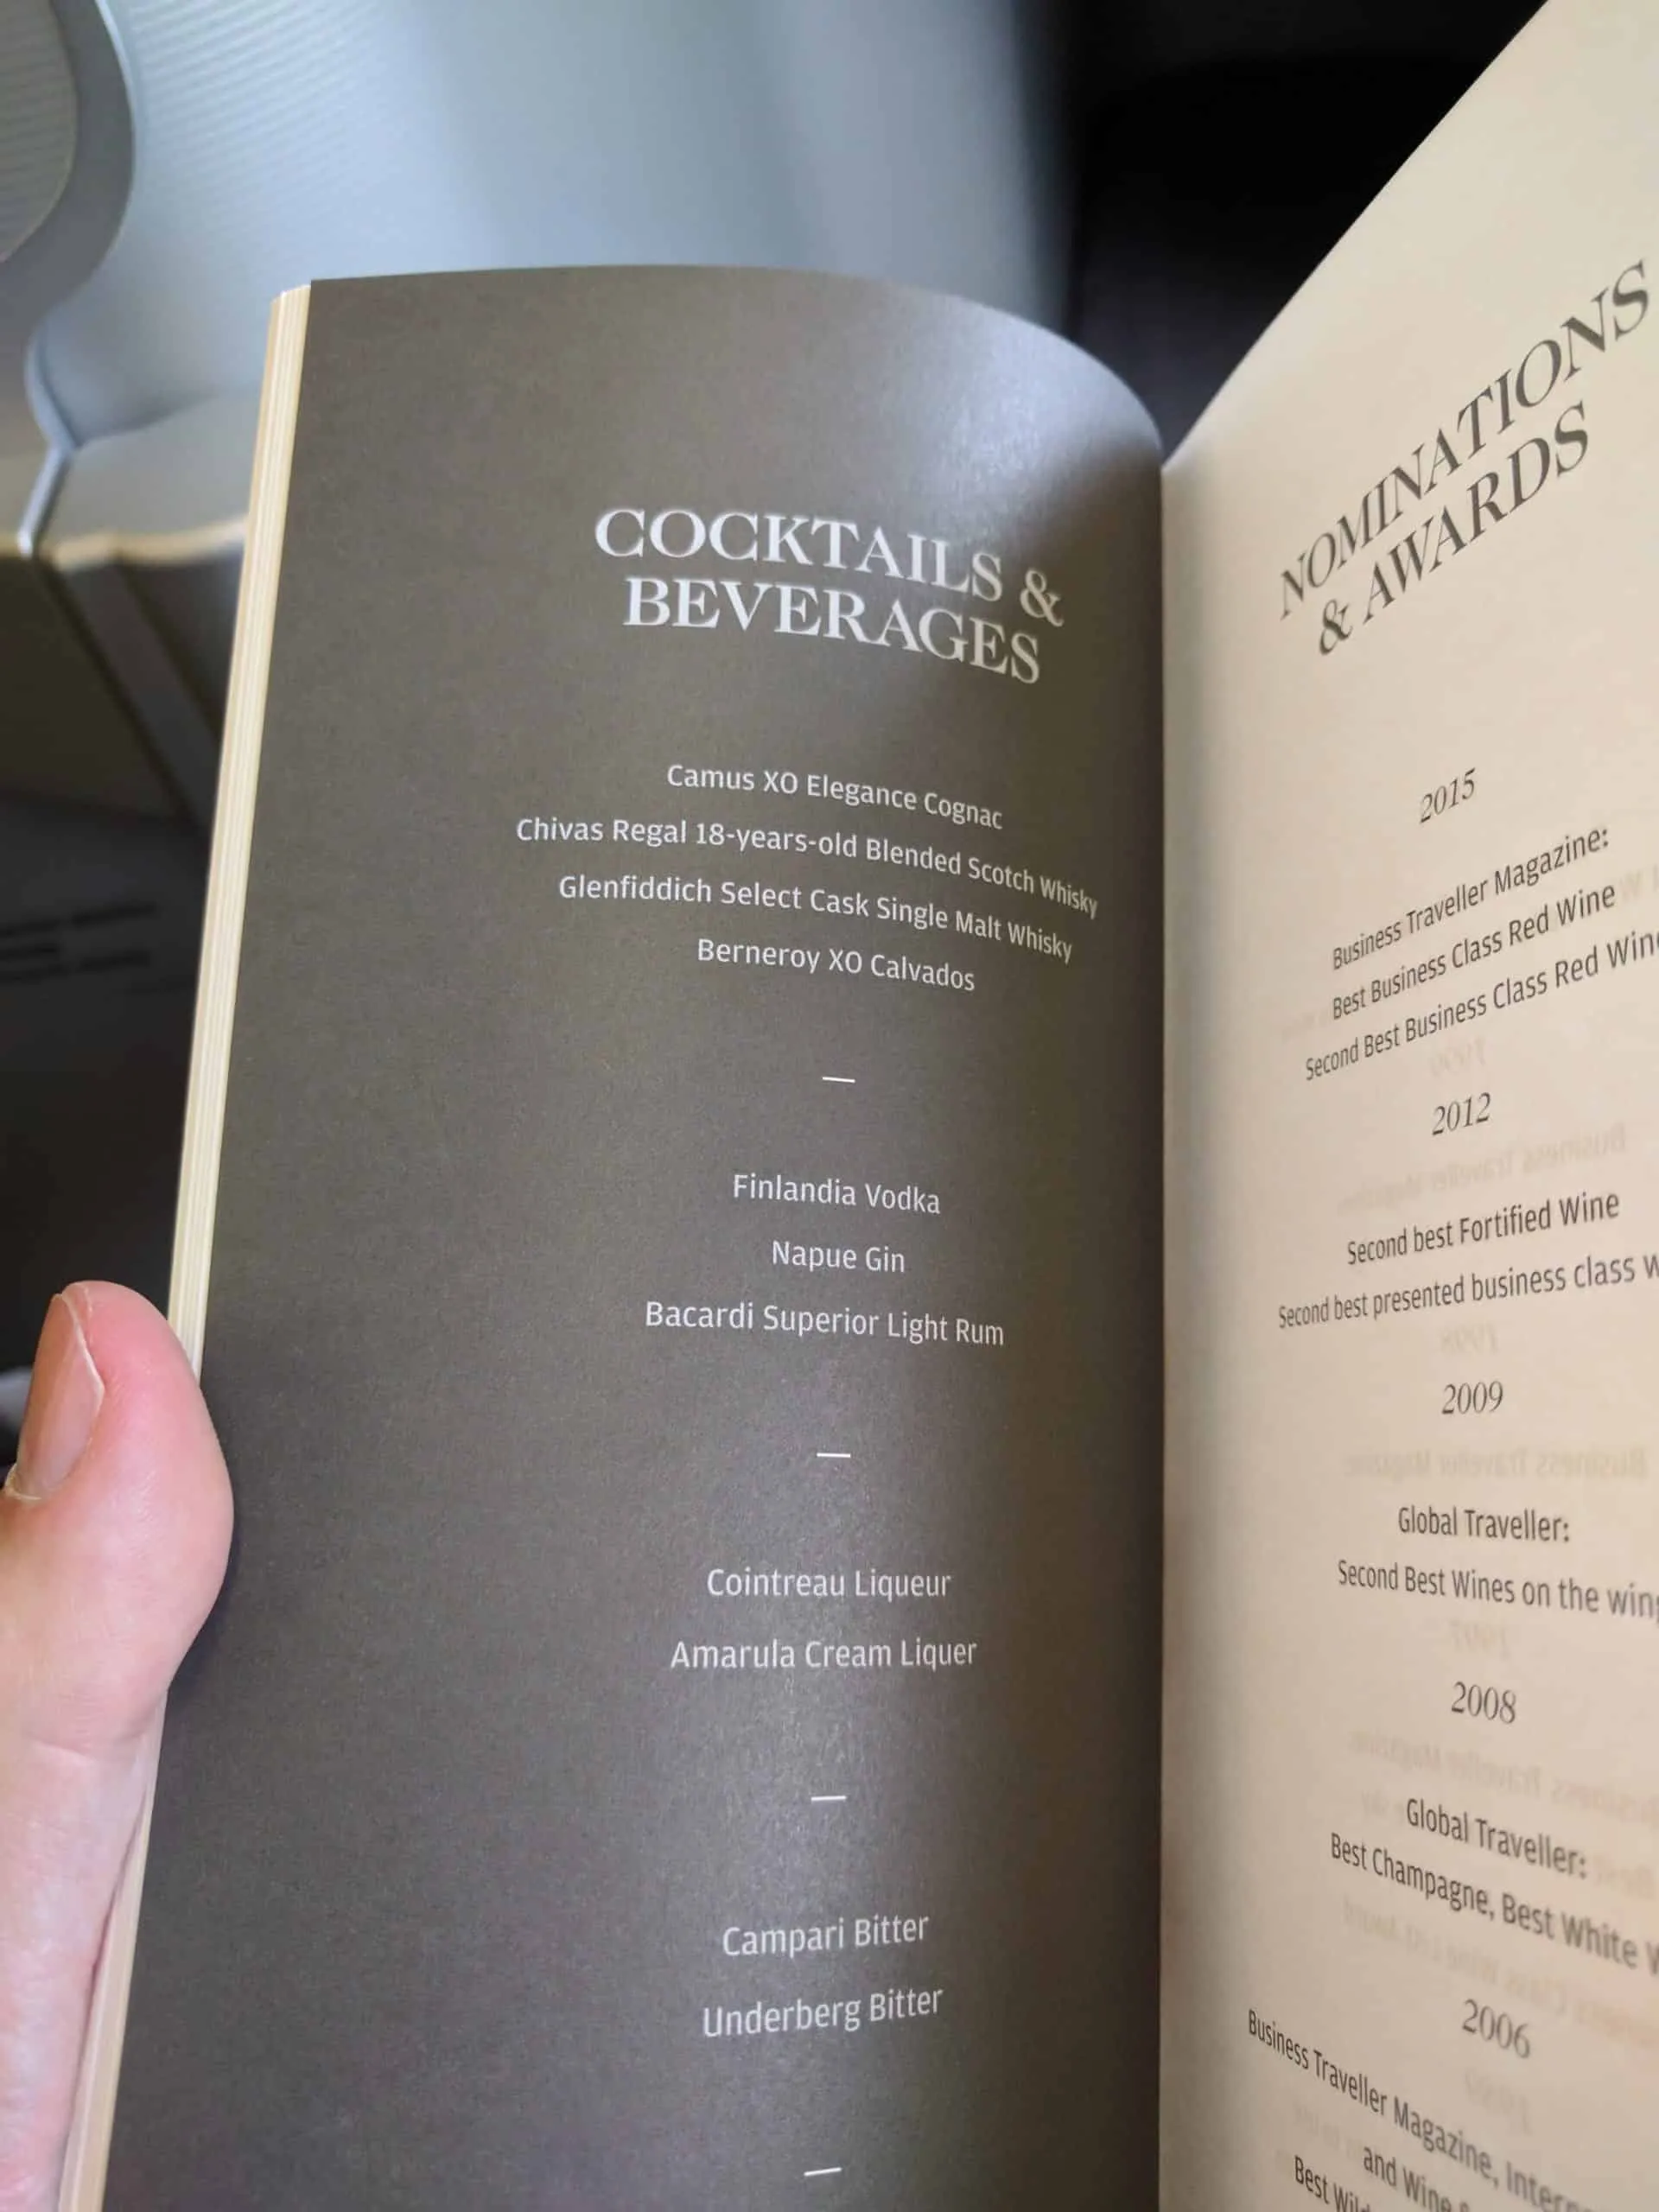 COCKTAILS &
BEVERAGES
Camus XO Elegance Cognac
Chivas Regal 18-years-old Blended Scotch Whisky
Glenfiddich Select Cask Single Malt Whisky
Berneroy XO Calvados
—
Finlandia Vodka
Napue Gin
Bacardi Superior Light Rum
—
Cointreau Liqueur
Amarula Cream Liquer
—
Campari Bitter
Underberg Bitter
—
NOMINATIONS
& AWARDS
2015
Business Traveller Magazine:
Best Business Class Red Wine
Second Best Business Class Red
2012
Second best Fortified Wine
Second best presented business class
2009
Global Traveller:
Second Best Wines on the
2008
Global Traveller:
Best Champagne, Best White
2006
Business Traveller Magazine,
and Wine
Best